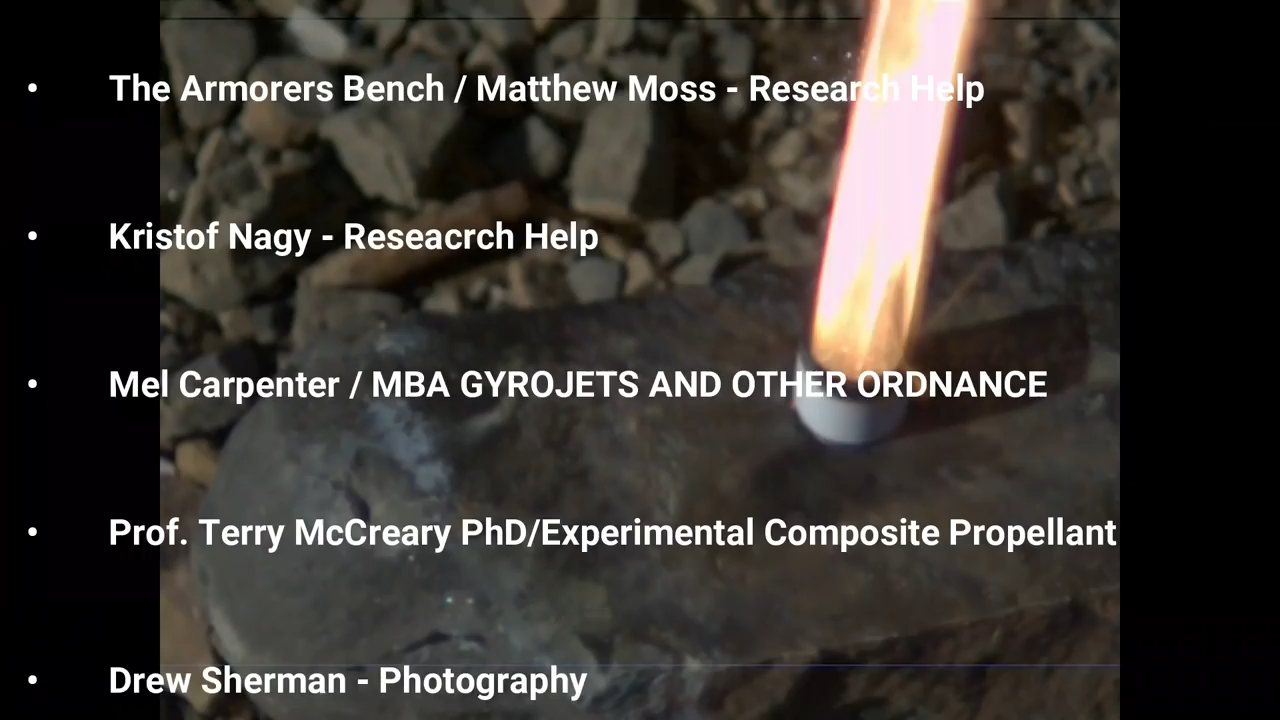 • The Armorers Bench / Matthew Moss - Research Help
• Kristof Nagy - Reseacrch Help
• Mel Carpenter / MBA GYROJETS AND OTHER ORDNANCE
• Prof. Terry McCreary PhD/Experimental Composite Propellant
• Drew Sherman - Photography